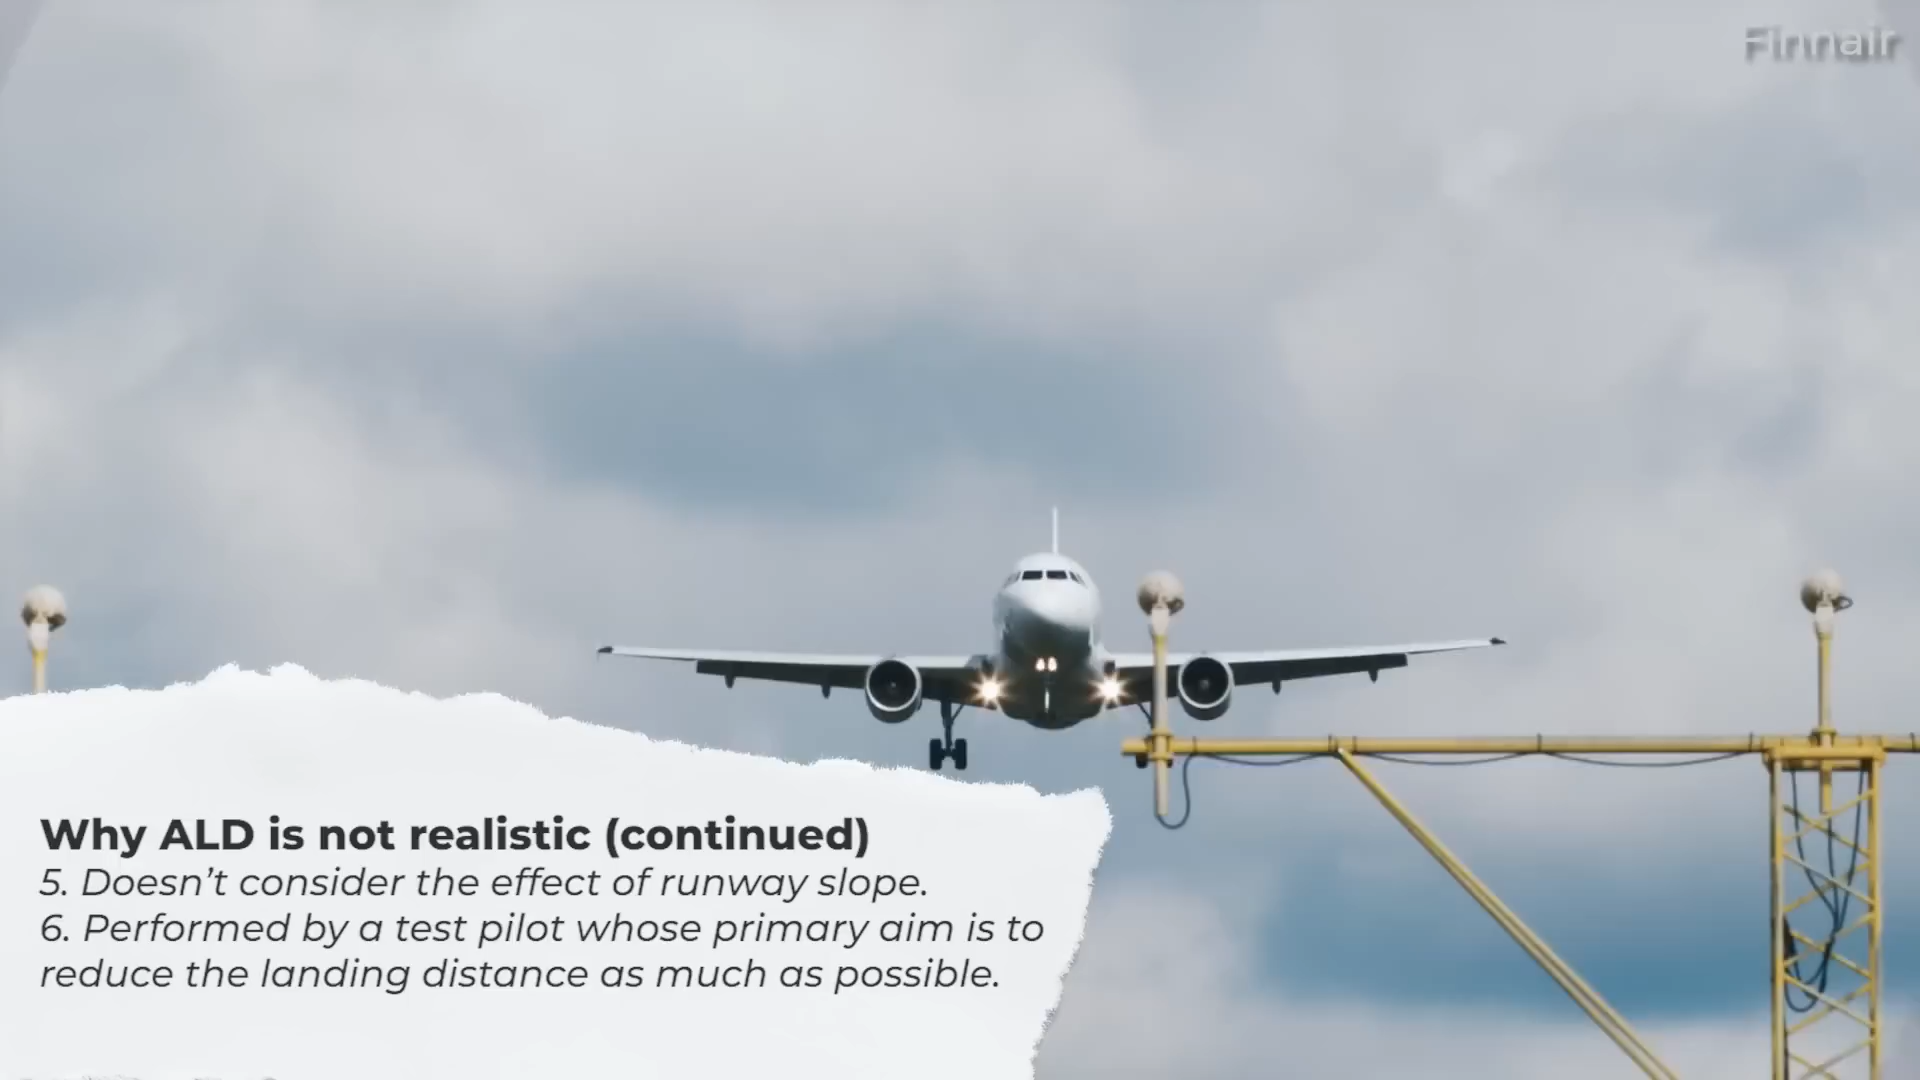 Finnair
Why ALD is not realistic (continued)
5. Doesn’t consider the effect of runway slope.
6. Performed by a test pilot whose primary aim is to
reduce the landing distance as much as possible.